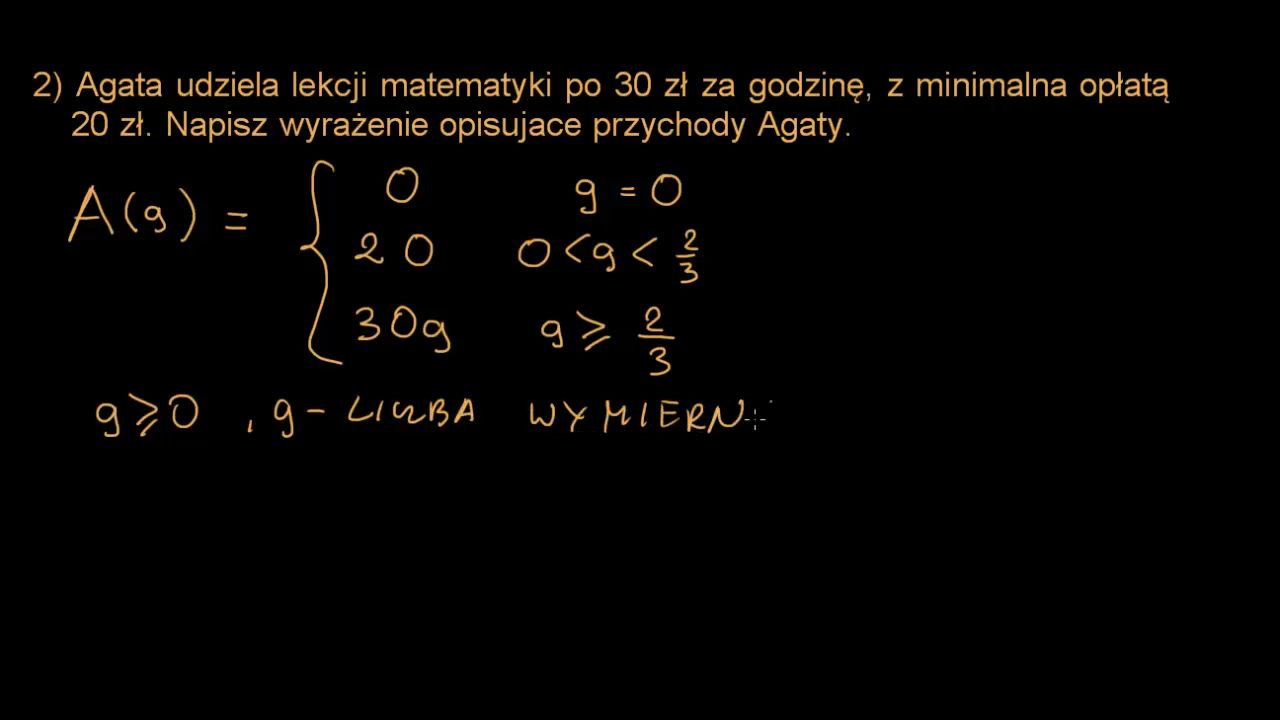 2) Agata udziela lekcji matematyki po 30 zł za godzinę, z minimalna opłatą
20 zł. Napisz wyrażenie opisujace przychody Agaty.
A(g) = {
0 g = 0
20 0 < g < 2/3
30g g ⩾ 2/3
g ⩾ 0 , g - LICZBA WYMIERN